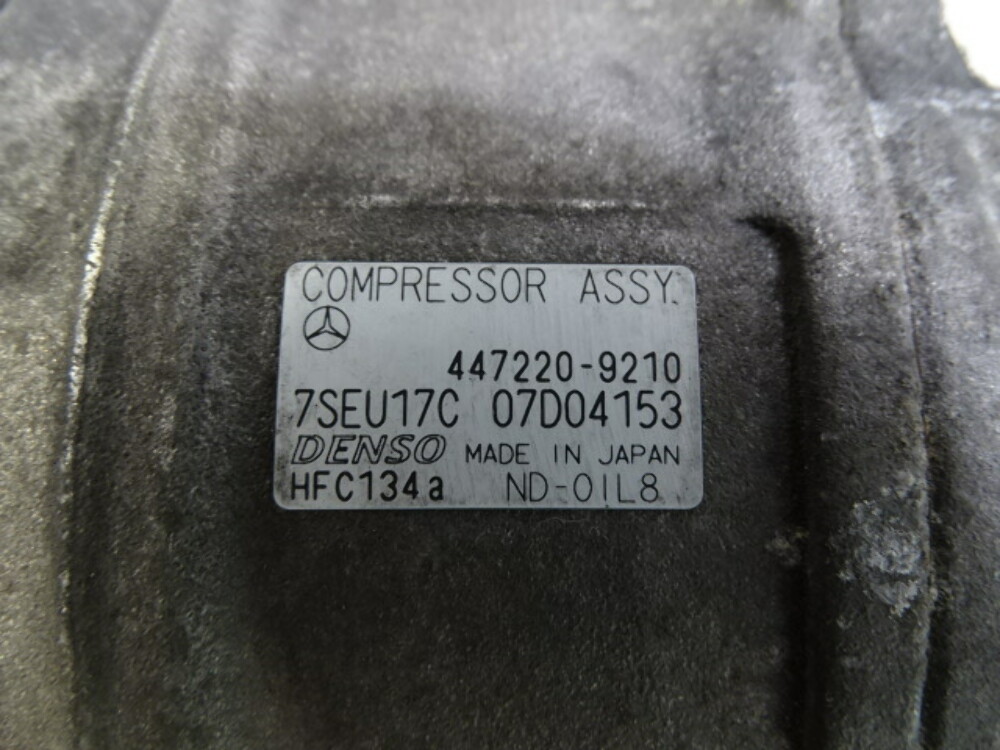 COMPRESSOR ASSY.
447220-9210
7SEU17C 07D04153
DENSO MADE IN JAPAN
HFC134a ND-OIL8